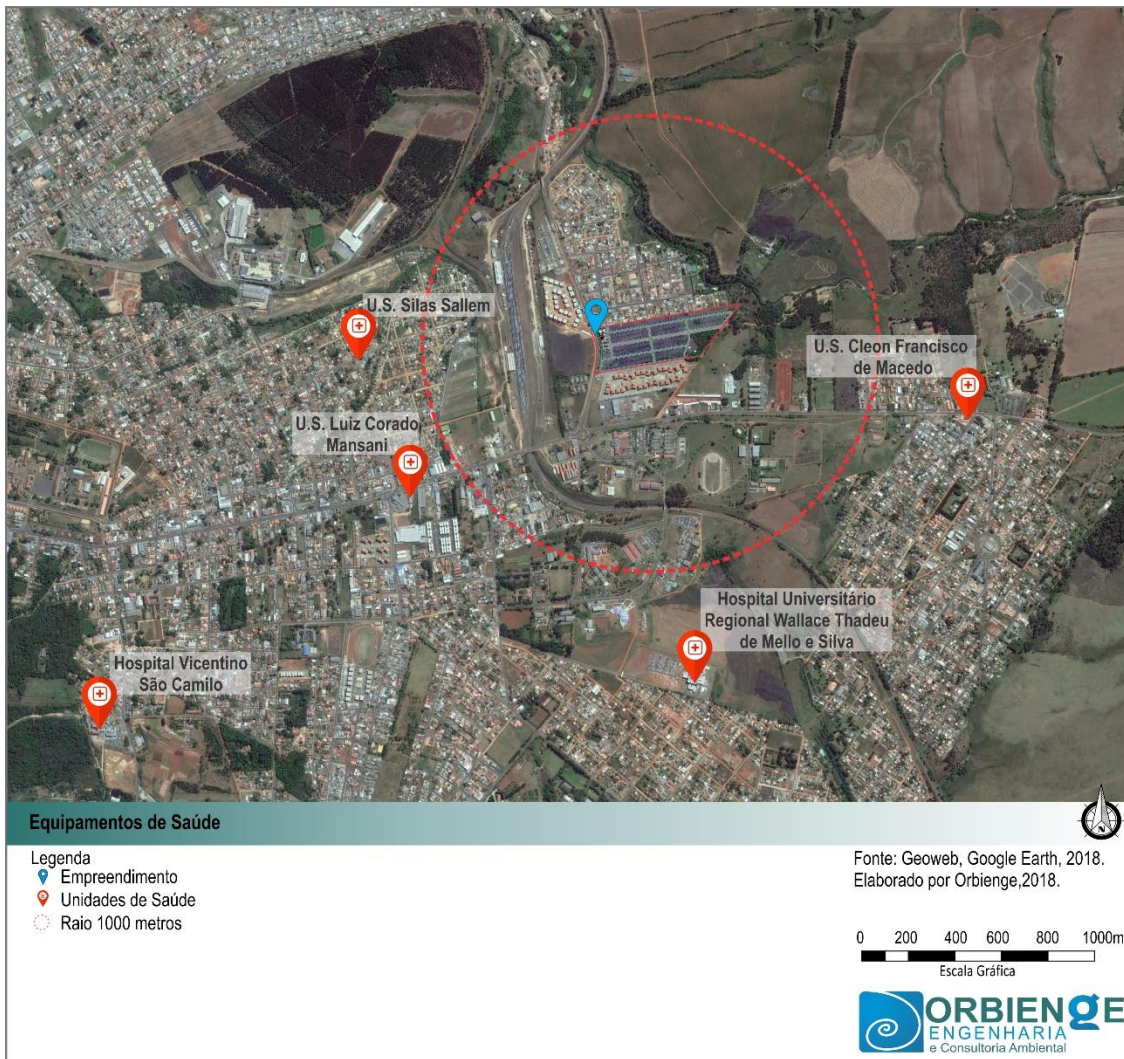 U.S. Silas Sallem
U.S. Cleon Francisco
de Macedo
U.S. Luiz Corado
Mansani
Hospital Universitário
Regional Wallace Thadeu
de Mello e Silva
Hospital Vicentino
São Camilo
Equipamentos de Saúde
N
Legenda
Empreendimento
Unidades de Saúde
Raio 1000 metros
Fonte: Geoweb, Google Earth, 2018.
Elaborado por Orbienge,2018.
0 200 400 600 800 1000m
Escala Gráfica
ORBIENGE
ENGENHARIA
e Consultoria Ambiental